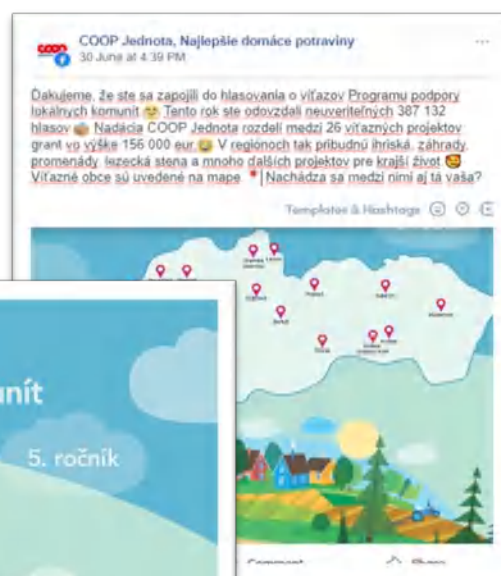 COOP Jednota, Najlepšie domáce potraviny
30 June at 4:39 PM
Ďakujeme, že ste sa zapojili do hlasovania o víťazov Programu podpory
lokálnych komunít Tento rok ste odovzdali neuveriteľných 387 132
hlasov Nadácia COOP Jednota rozdelí medzi 26 víťazných projektov
grant vo výške 156 000 eur V regiónoch tak pribudnú ihriská, záhrady,
promenády, lezecká stena a mnoho ďalších projektov pre krajší život
Víťazné obce sú uvedené na mape. Nachádza sa medzi nimi aj tá vaša?
Templates & Hashtags
nít
5. ročník